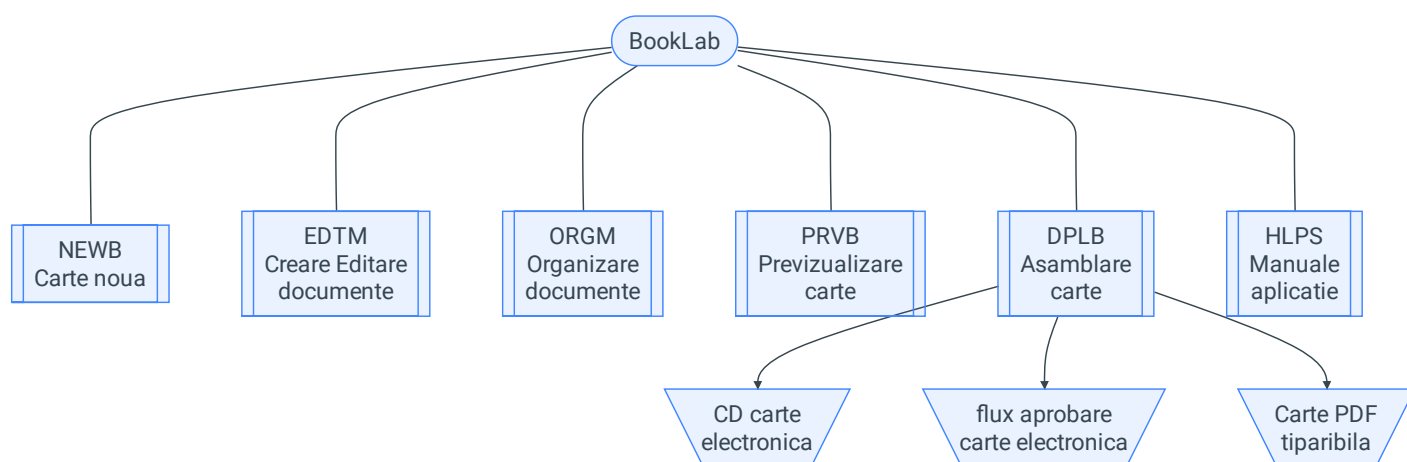 BookLab
NEWB
Carte noua
EDTM
Creare Editare
documente
ORGM
Organizare
documente
PRVB
Previzualizare
carte
DPLB
Asamblare
carte
HLPS
Manuale
aplicatie
CD carte
electronica
flux aprobare
carte electronica
Carte PDF
tiparibila